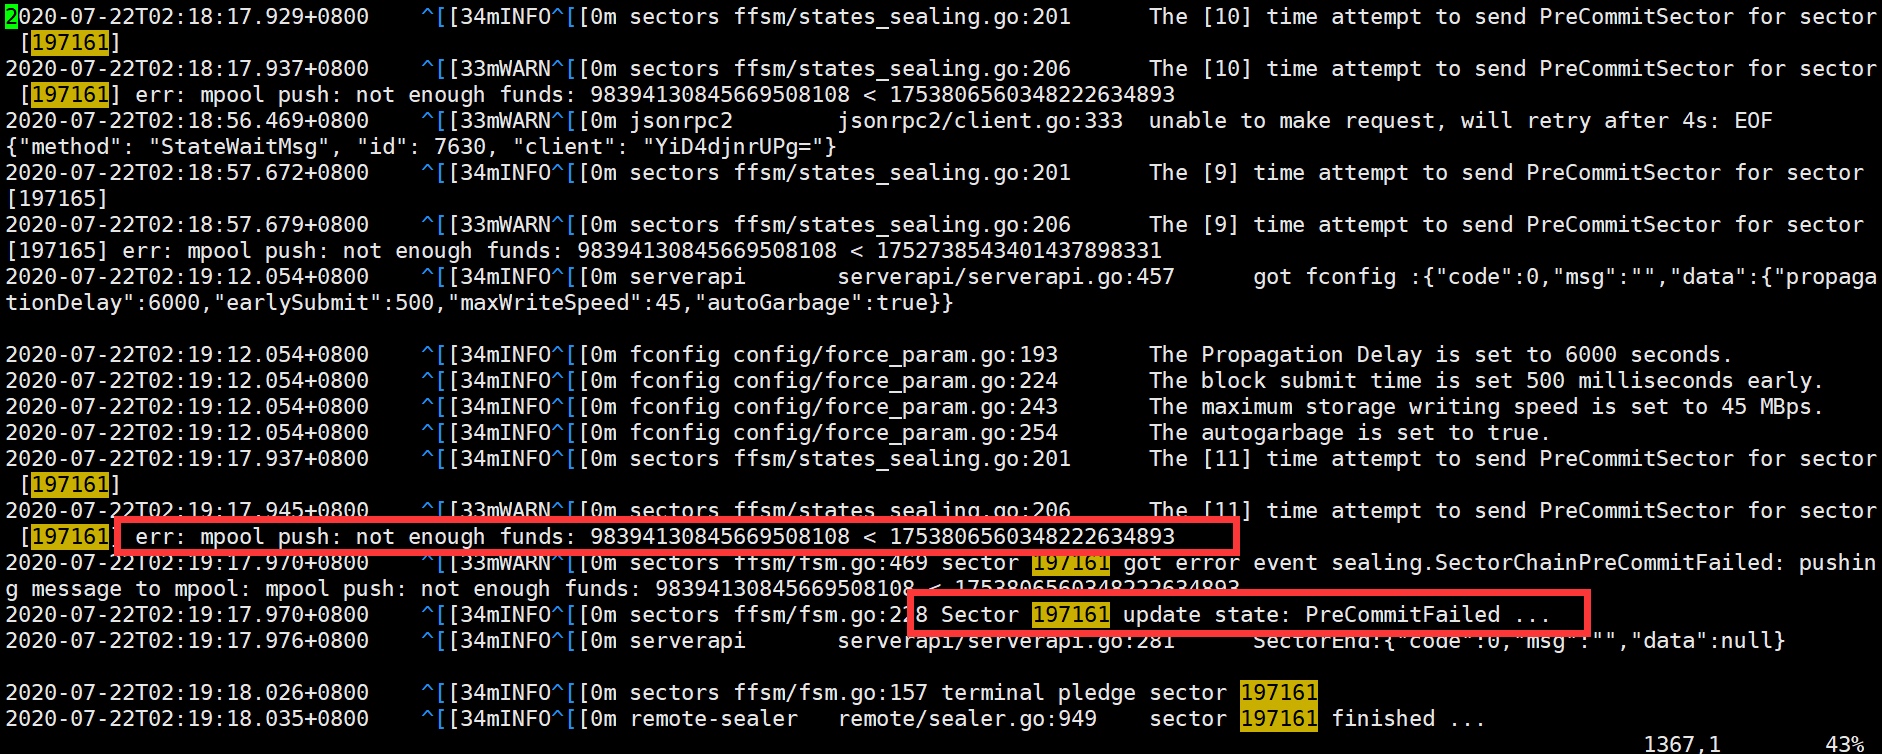 2020-07-22T02:18:17.929+0800    ^[[34mINFO^[[0m sectors ffsm/states_sealing.go:201      The [10] time attempt to send PreCommitSector for sector
 [197161]
2020-07-22T02:18:17.937+0800    ^[[33mWARN^[[0m sectors ffsm/states_sealing.go:206      The [10] time attempt to send PreCommitSector for sector
 [197161] err: mpool push: not enough funds: 98394130845669508108 < 1753806560348222634893
2020-07-22T02:18:56.469+0800    ^[[33mWARN^[[0m jsonrpc2        jsonrpc2/client.go:333  unable to make request, will retry after 4s: EOF
{"method": "StateWaitMsg", "id": 7630, "client": "YiD4djnrUPg="}
2020-07-22T02:18:57.672+0800    ^[[34mINFO^[[0m sectors ffsm/states_sealing.go:201      The [9] time attempt to send PreCommitSector for sector
[197165]
2020-07-22T02:18:57.679+0800    ^[[33mWARN^[[0m sectors ffsm/states_sealing.go:206      The [9] time attempt to send PreCommitSector for sector
[197165] err: mpool push: not enough funds: 98394130845669508108 < 1752738543401437898331
2020-07-22T02:19:12.054+0800    ^[[34mINFO^[[0m serverapi       serverapi/serverapi.go:457      got fconfig :{"code":0,"msg":"","data":{"propaga
tionDelay":6000,"earlySubmit":500,"maxWriteSpeed":45,"autoGarbage":true}}
2020-07-22T02:19:12.054+0800    ^[[34mINFO^[[0m fconfig config/force_param.go:193       The Propagation Delay is set to 6000 seconds.
2020-07-22T02:19:12.054+0800    ^[[34mINFO^[[0m fconfig config/force_param.go:224       The block submit time is set 500 milliseconds early.
2020-07-22T02:19:12.054+0800    ^[[34mINFO^[[0m fconfig config/force_param.go:243       The maximum storage writing speed is set to 45 MBps.
2020-07-22T02:19:12.054+0800    ^[[34mINFO^[[0m fconfig config/force_param.go:254       The autogarbage is set to true.
2020-07-22T02:19:17.937+0800    ^[[34mINFO^[[0m sectors ffsm/states_sealing.go:201      The [11] time attempt to send PreCommitSector for sector
 [197161]
2020-07-22T02:19:17.945+0800    ^[[33mWARN^[[0m sectors ffsm/states_sealing.go:206      The [11] time attempt to send PreCommitSector for sector
 [197161] err: mpool push: not enough funds: 98394130845669508108 < 1753806560348222634893
2020-07-22T02:19:17.970+0800    ^[[33mWARN^[[0m sectors ffsm/fsm.go:469 sector 197161 got error event sealing.SectorChainPreCommitFailed: pushin
g message to mpool: mpool push: not enough funds: 98394130845669508108 < 1753806560348222634893
2020-07-22T02:19:17.970+0800    ^[[34mINFO^[[0m sectors ffsm/fsm.go:228 Sector 197161 update state: PreCommitFailed ...
2020-07-22T02:19:17.976+0800    ^[[34mINFO^[[0m serverapi       serverapi/serverapi.go:281      SectorEnd:{"code":0,"msg":"","data":null}
2020-07-22T02:19:18.026+0800    ^[[34mINFO^[[0m sectors ffsm/fsm.go:157 terminal pledge sector 197161
2020-07-22T02:19:18.035+0800    ^[[34mINFO^[[0m remote-sealer   remote/sealer.go:949    sector 197161 finished ...
1367,1        43%